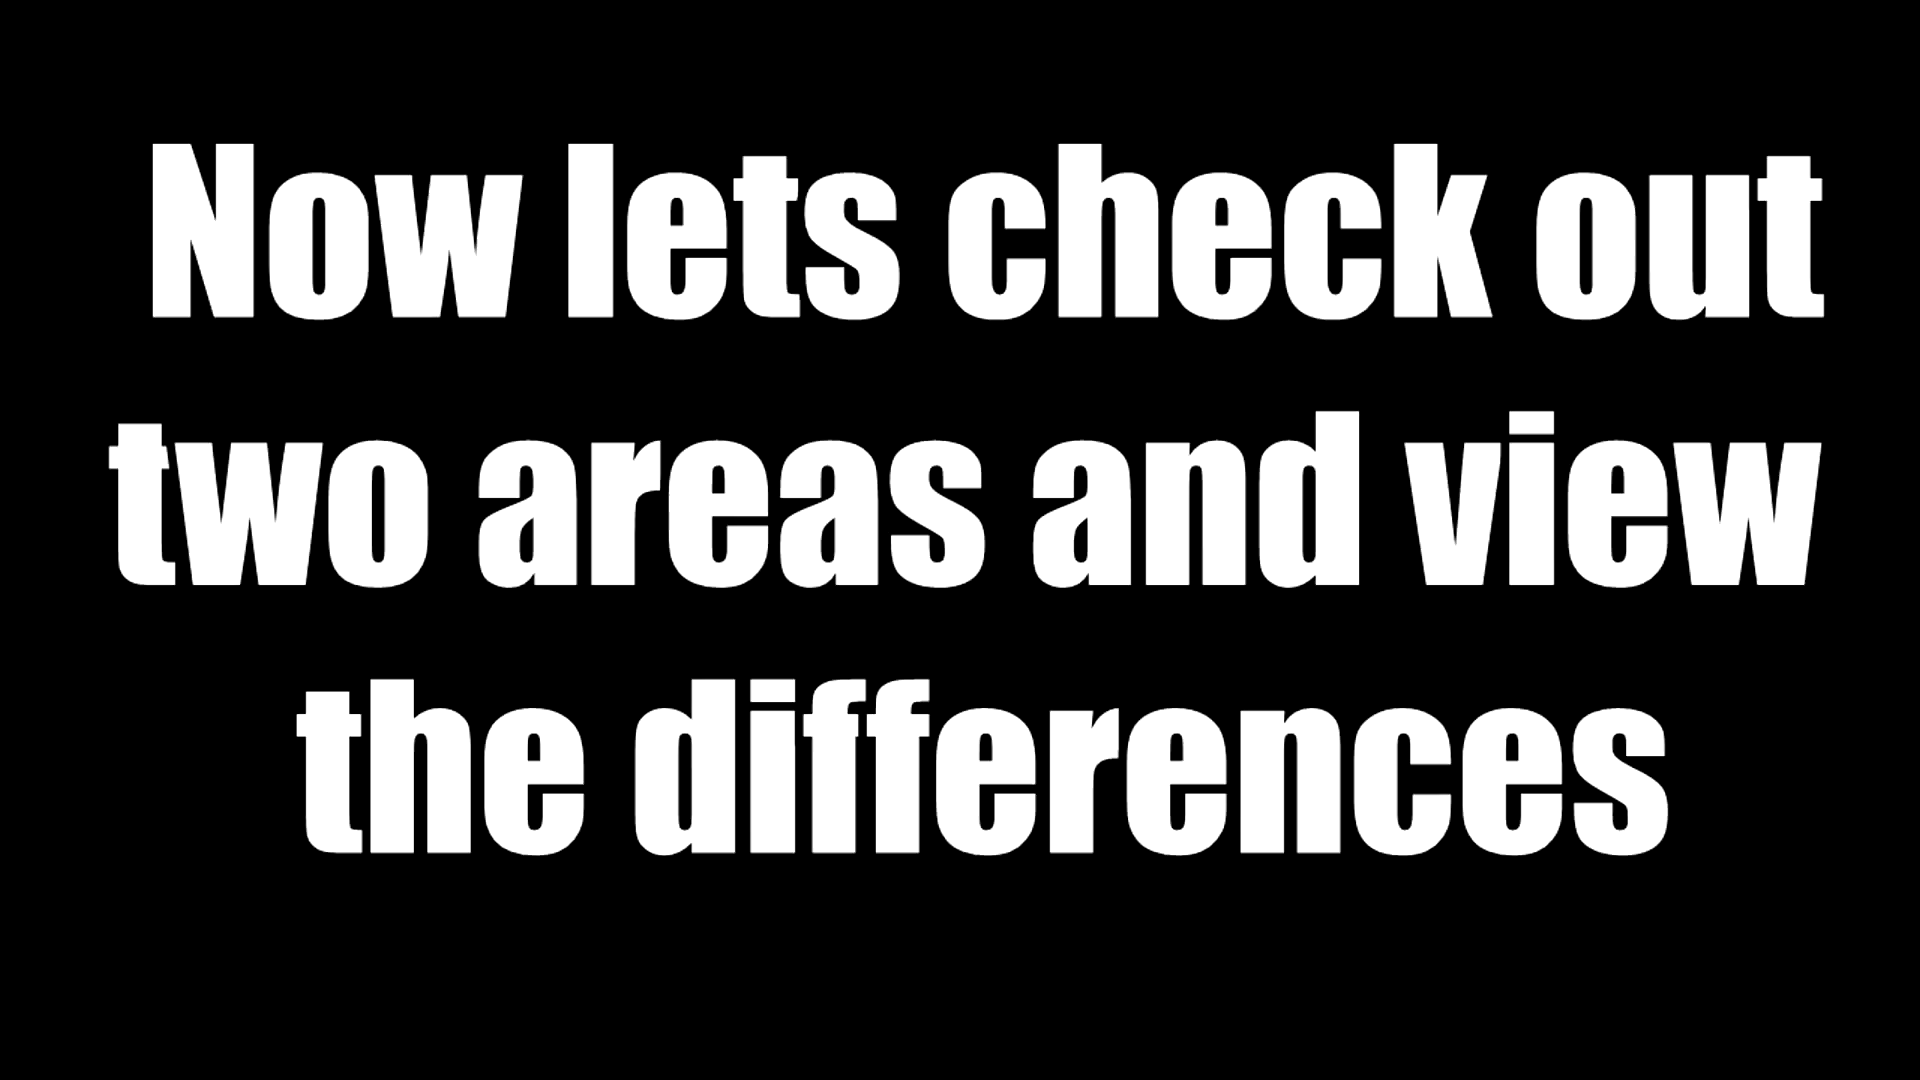 Now lets check out
two areas and view
the differences